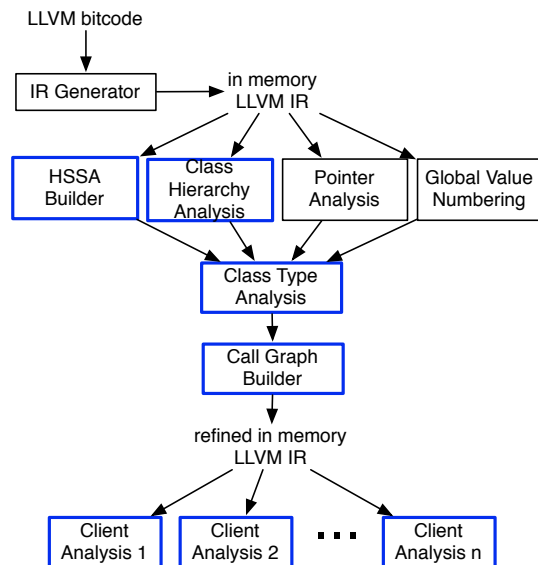 LLVM bitcode
IR Generator
in memory
LLVM IR
HSSA
Builder
Class
Hierarchy
Analysis
Pointer
Analysis
Global Value
Numbering
Class Type
Analysis
Call Graph
Builder
refined in memory
LLVM IR
Client
Analysis 1
Client
Analysis 2
Client
Analysis n